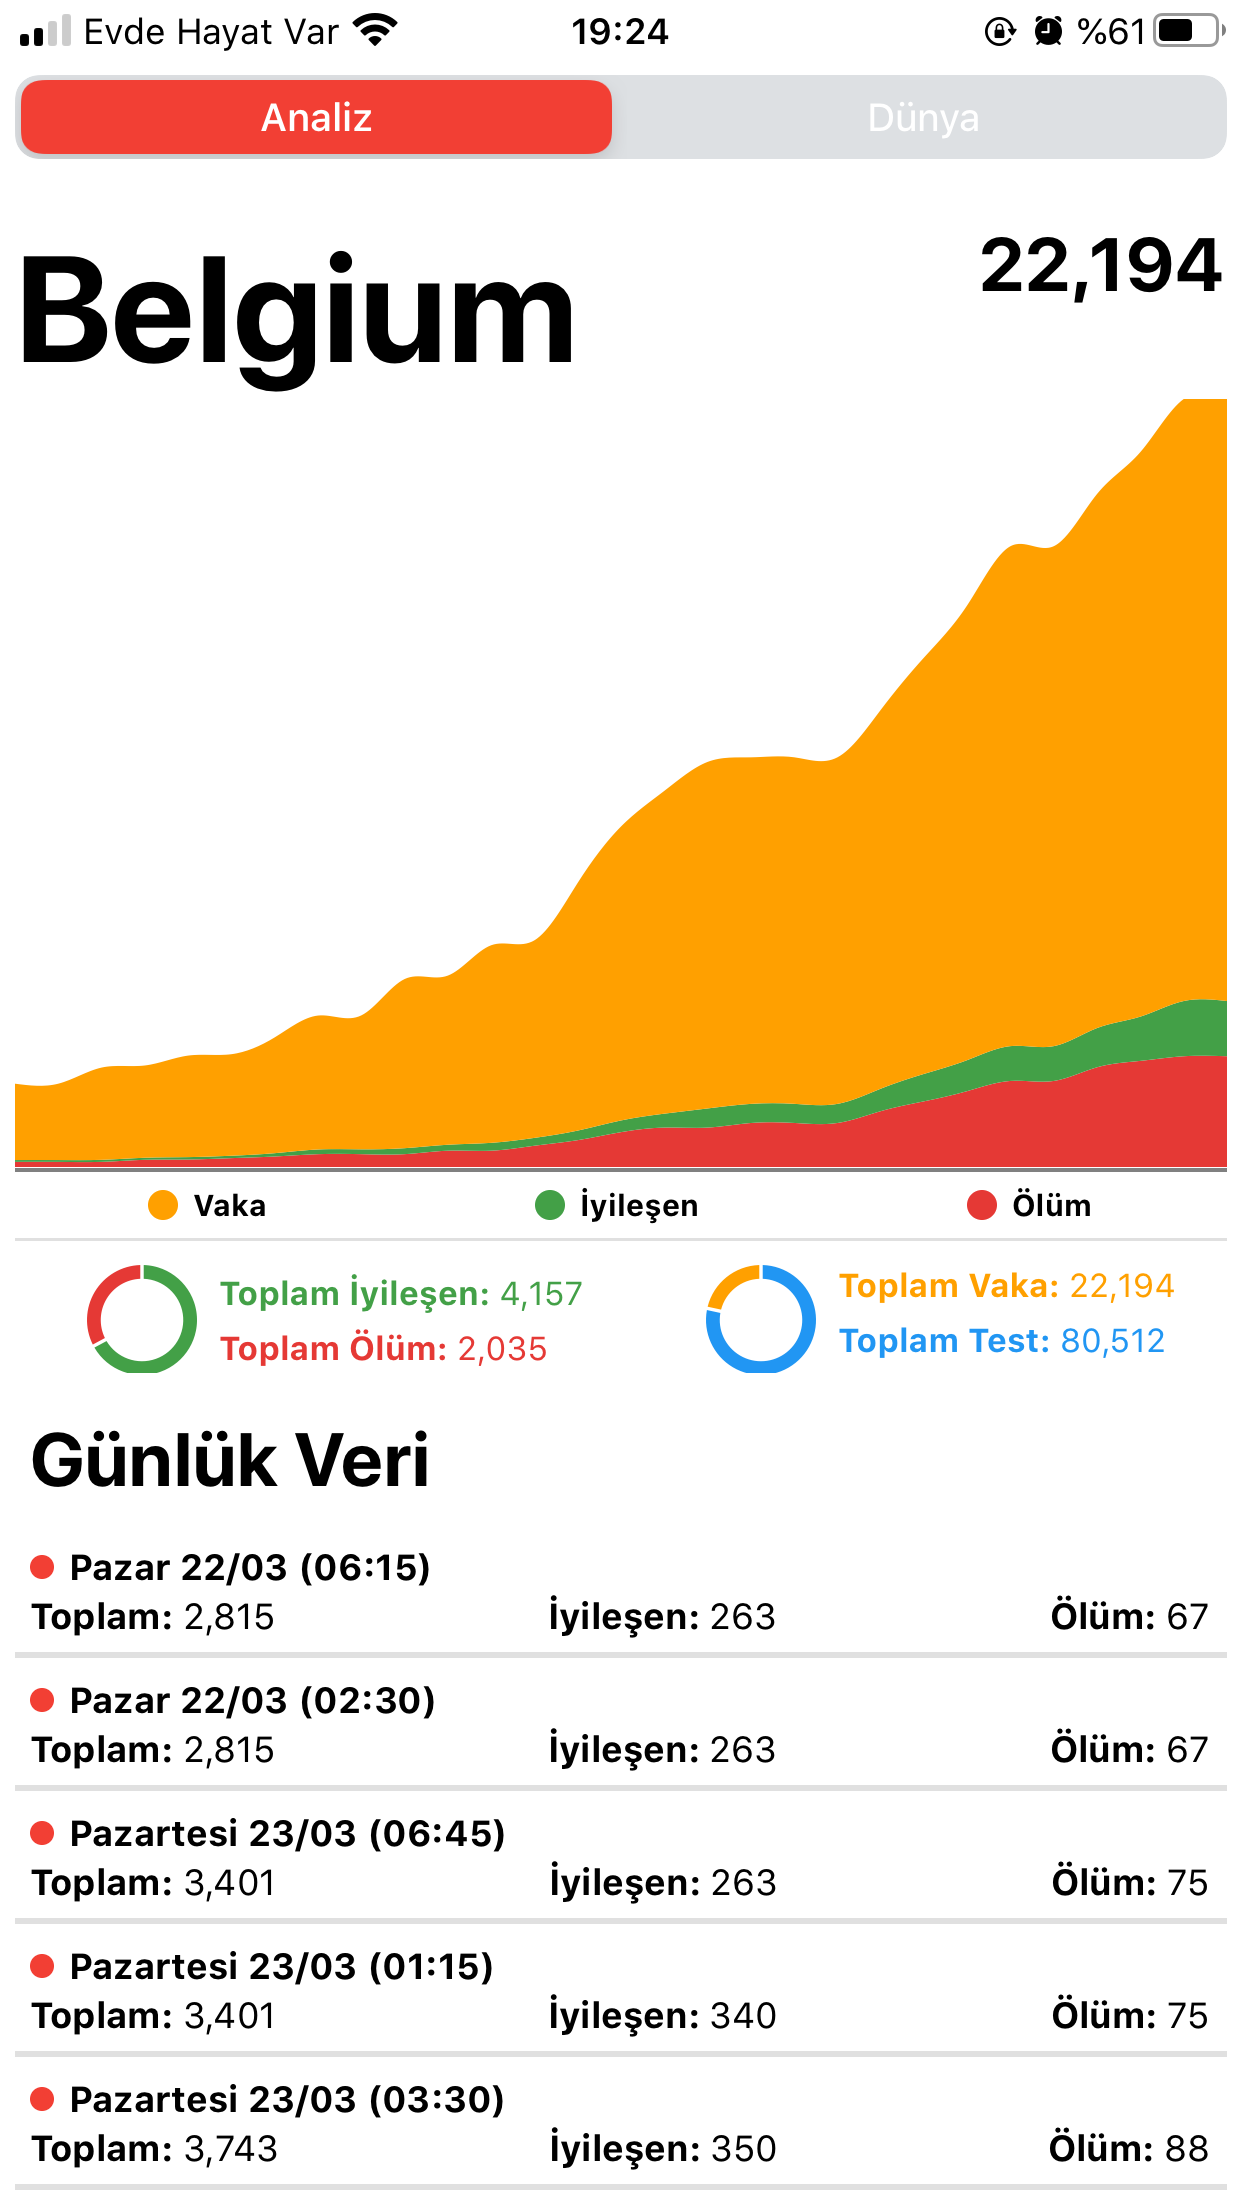 Evde Hayat Var 19:24 %61
Analiz Dünya
Belgium 22,194
Vaka İyileşen Ölüm
Toplam İyileşen: 4,157
Toplam Ölüm: 2,035
Toplam Vaka: 22,194
Toplam Test: 80,512
Günlük Veri
Pazar 22/03 (06:15)
Toplam: 2,815 İyileşen: 263 Ölüm: 67
Pazar 22/03 (02:30)
Toplam: 2,815 İyileşen: 263 Ölüm: 67
Pazartesi 23/03 (06:45)
Toplam: 3,401 İyileşen: 263 Ölüm: 75
Pazartesi 23/03 (01:15)
Toplam: 3,401 İyileşen: 340 Ölüm: 75
Pazartesi 23/03 (03:30)
Toplam: 3,743 İyileşen: 350 Ölüm: 88